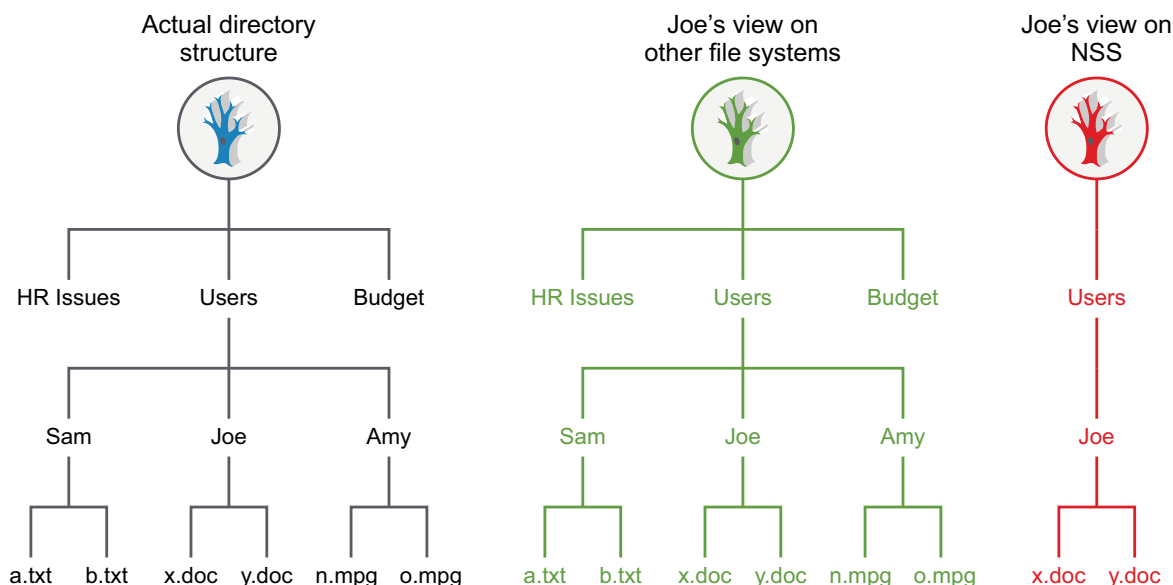 Actual directory
structure
Joe’s view on
other file systems
Joe’s view on
NSS
HR Issues
Users
Budget
HR Issues
Users
Budget
Users
Sam
Joe
Amy
Sam
Joe
Amy
Joe
a.txt
b.txt
x.doc
y.doc
n.mpg
o.mpg
a.txt
b.txt
x.doc
y.doc
n.mpg
o.mpg
x.doc
y.doc